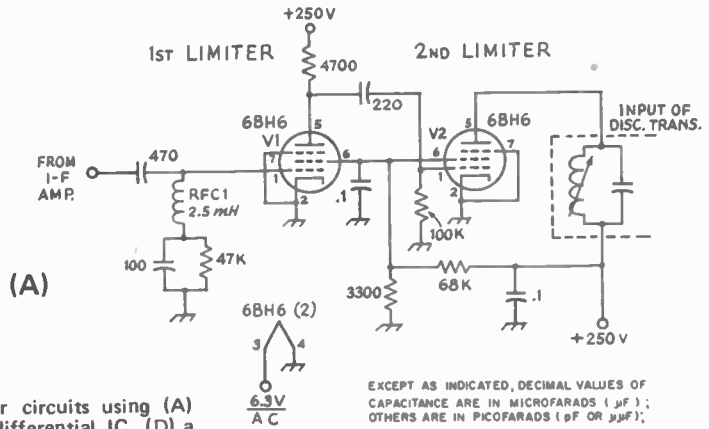 +250V
1ST LIMITER
2ND LIMITER
4700
220
6BH6
V1
5
7
1
6
2
6BH6
V2
5
7
6
1
2
INPUT OF
DISC. TRANS.
FROM
I-F
AMP.
470
RFC1
2.5 mH
.1
100K
100
47K
(A)
3300
68K
.1
+250V
6BH6 (2)
3
4
6.3V
AC
r circuits using (A)
differential IC, (D) a
EXCEPT AS INDICATED, DECIMAL VALUES OF
CAPACITANCE ARE IN MICROFARADS (µF);
OTHERS ARE IN PICOFARADS (pF OR µµF);